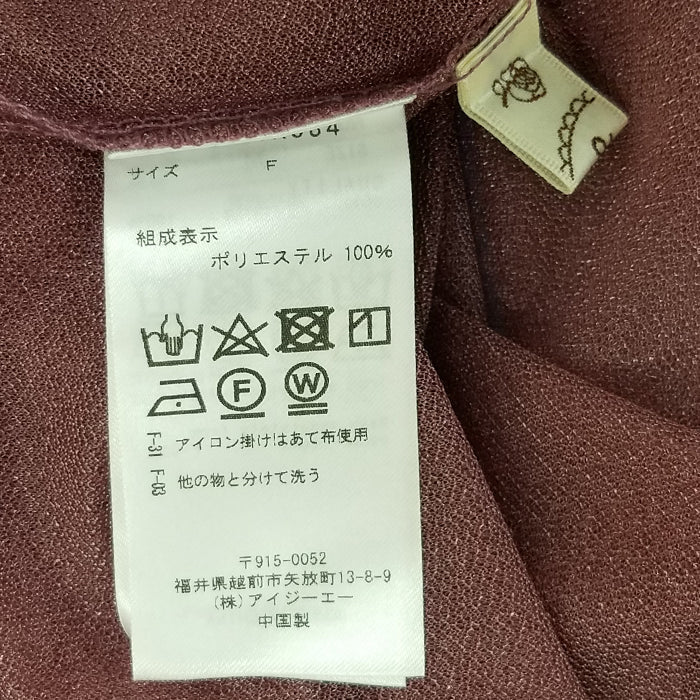 サイズ F
組成表示
ポリエステル 100%
F
W
F-31 アイコン掛けはあて布使用
F-03 他の物と分けて洗う
〒915-0052
福井県越前市矢放町13-8-9
(株)アイジーエー
中国製